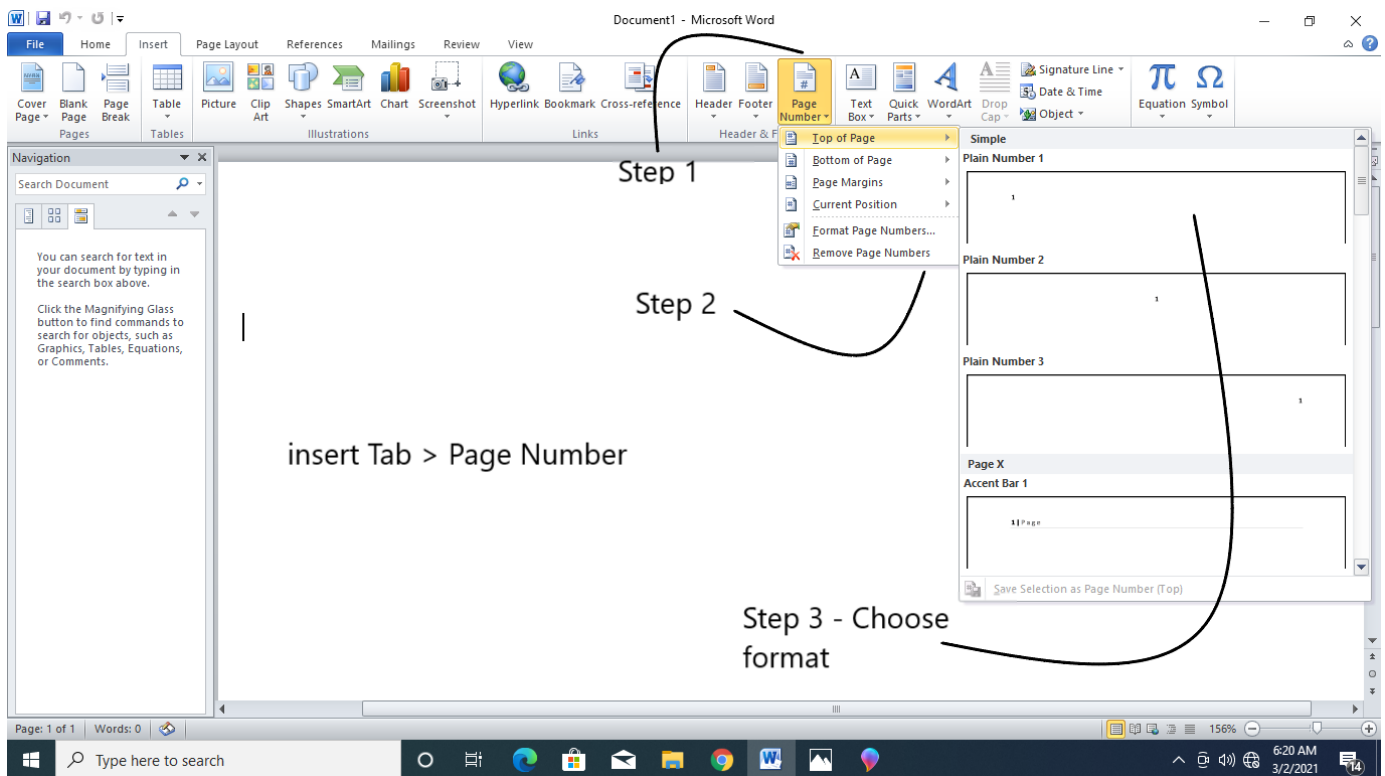 Document1 - Microsoft Word
File Home Insert Page Layout References Mailings Review View
Cover Page Blank Page Page Break Table Picture Clip Art Shapes SmartArt Chart Screenshot Hyperlink Bookmark Cross-reference Header Footer Page Number Text Box Quick Parts WordArt Drop Cap Signature Line Date & Time Object Equation Symbol
Pages Tables Illustrations Links Header & F
Top of Page
Bottom of Page
Page Margins
Current Position
Format Page Numbers...
Remove Page Numbers
Simple
Plain Number 1
1
Plain Number 2
1
Plain Number 3
1
Page X
Accent Bar 1
1 | Page
Save Selection as Page Number (Top)
Navigation
Search Document
You can search for text in
your document by typing in
the search box above.
Click the Magnifying Glass
button to find commands to
search for objects, such as
Graphics, Tables, Equations,
or Comments.
Step 1
Step 2
insert Tab > Page Number
Step 3 - Choose
format
Page: 1 of 1 Words: 0 156%
Type here to search
6:20 AM
3/2/2021
14